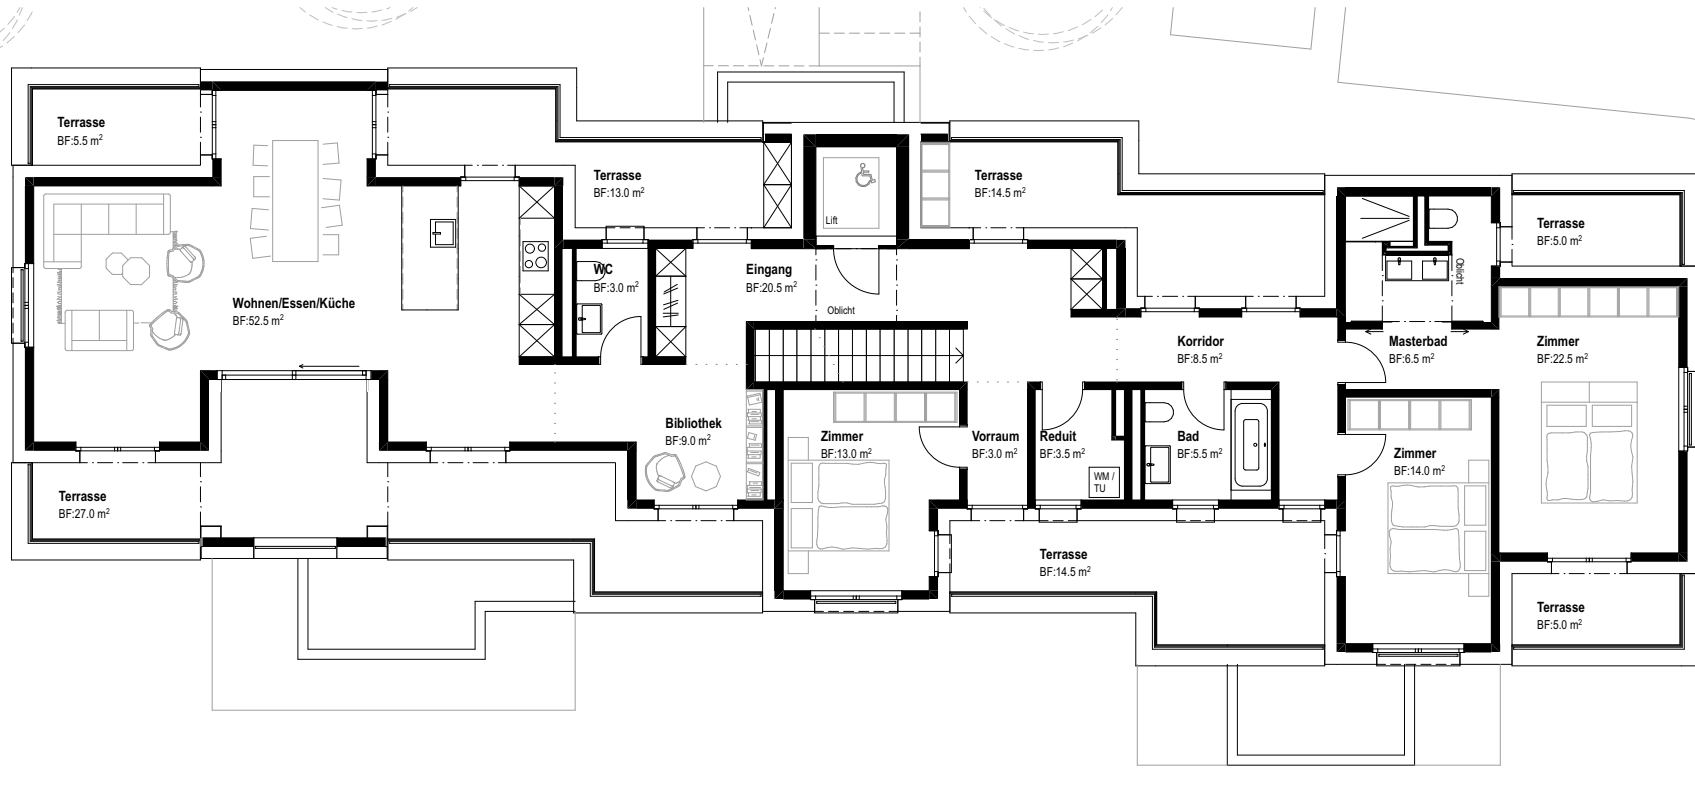 Terrasse
BF:5.5 m²
Terrasse
BF:13.0 m²
Lift
Terrasse
BF:14.5 m²
Terrasse
BF:5.0 m²
Wohnen/Essen/Küche
BF:52.5 m²
WC
BF:3.0 m²
Eingang
BF:20.5 m²
Oblicht
Oblicht
Korridor
BF:8.5 m²
Masterbad
BF:6.5 m²
Zimmer
BF:22.5 m²
Bibliothek
BF:9.0 m²
Zimmer
BF:13.0 m²
Vorraum
BF:3.0 m²
Reduit
BF:3.5 m²
WM /
TU
Bad
BF:5.5 m²
Zimmer
BF:14.0 m²
Terrasse
BF:27.0 m²
Terrasse
BF:14.5 m²
Terrasse
BF:5.0 m²